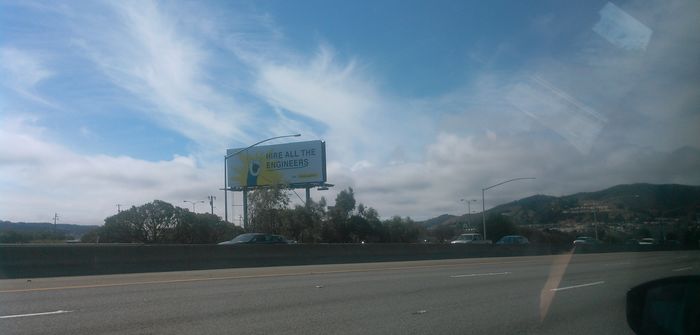 HIRE ALL THE
ENGINEERS